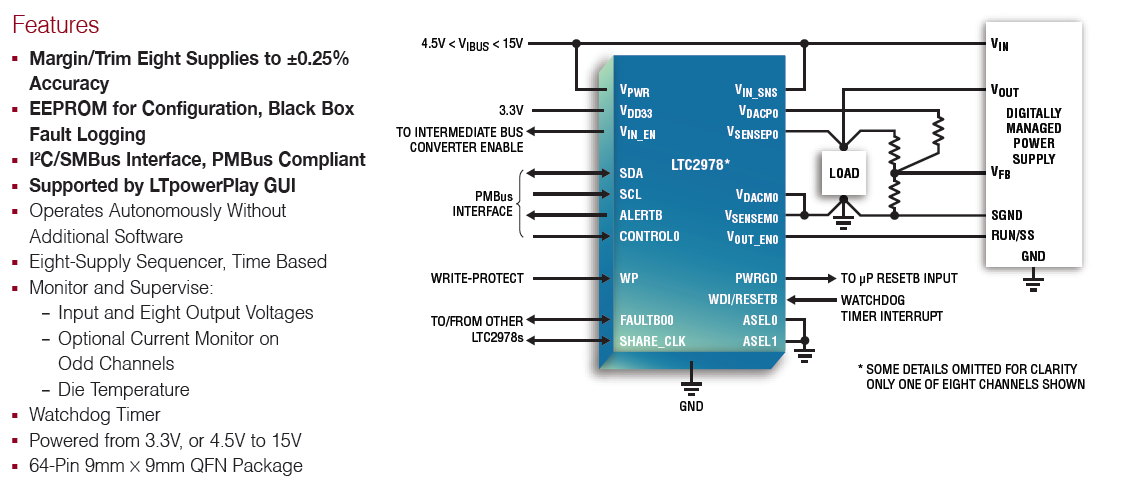 Features
▪ Margin/Trim Eight Supplies to ±0.25%
Accuracy
▪ EEPROM for Configuration, Black Box
Fault Logging
▪ I²C/SMBus Interface, PMBus Compliant
▪ Supported by LTpowerPlay GUI
▪ Operates Autonomously Without
Additional Software
▪ Eight-Supply Sequencer, Time Based
▪ Monitor and Supervise:
– Input and Eight Output Voltages
– Optional Current Monitor on
Odd Channels
– Die Temperature
▪ Watchdog Timer
▪ Powered from 3.3V, or 4.5V to 15V
▪ 64-Pin 9mm × 9mm QFN Package
4.5V < VIBUS < 15V
3.3V
TO INTERMEDIATE BUS
CONVERTER ENABLE
PMBus
INTERFACE
WRITE-PROTECT
TO/FROM OTHER
LTC2978s
VPWR
VDD33
VIN_EN
SDA
SCL
ALERTB
CONTROL0
WP
FAULTB00
SHARE_CLK
LTC2978*
VIN_SNS
VDACP0
VSENSEP0
VDACM0
VSENSEM0
VOUT_EN0
PWRGD
WDI/RESETB
ASEL0
ASEL1
GND
LOAD
TO µP RESETB INPUT
WATCHDOG
TIMER INTERRUPT
VIN
VOUT
DIGITALLY
MANAGED
POWER
SUPPLY
VFB
SGND
RUN/SS
GND
* SOME DETAILS OMITTED FOR CLARITY
ONLY ONE OF EIGHT CHANNELS SHOWN